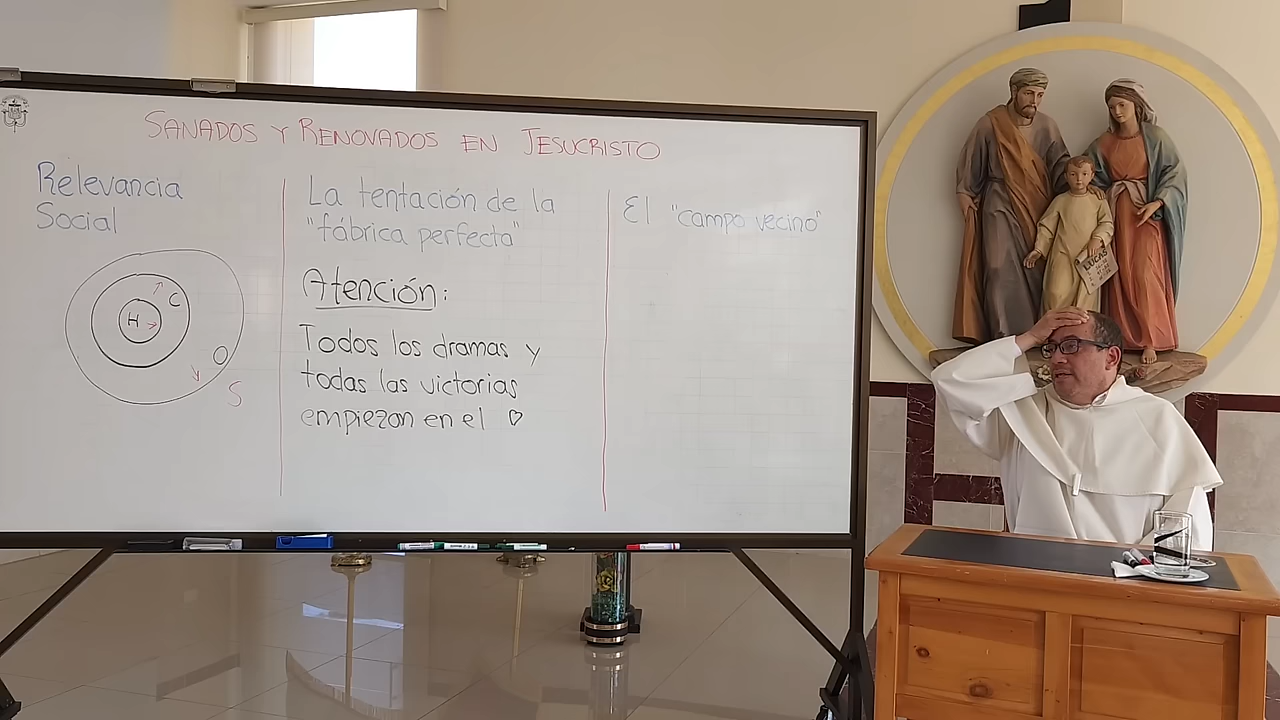 SANADOS Y RENOVADOS EN JESUCRISTO
Relevancia
Social
H
C
O
S
La tentación de la
"fábrica perfecta"
Atención:
Todos los dramas y
todas las victorias
empiezan en el ♡
El "campo vecino"
LUCAS